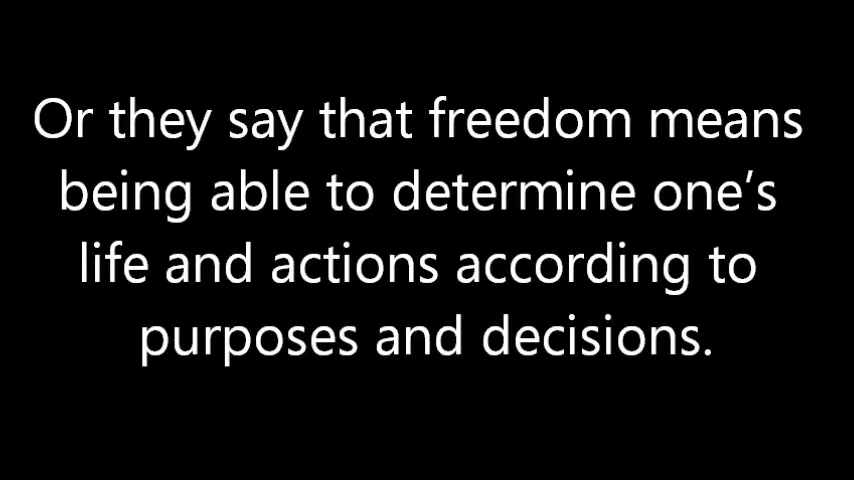 Or they say that freedom means
being able to determine one’s
life and actions according to
purposes and decisions.